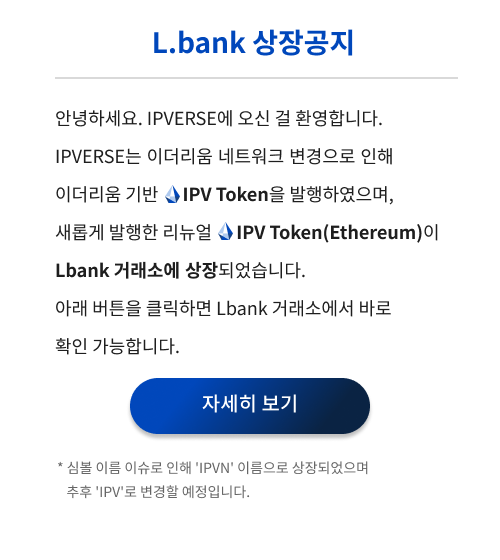 L.bank 상장공지
안녕하세요. IPVERSE에 오신 걸 환영합니다.
IPVERSE는 이더리움 네트워크 변경으로 인해
이더리움 기반 IPV Token을 발행하였으며,
새롭게 발행한 리뉴얼 IPV Token(Ethereum)이
Lbank 거래소에 상장되었습니다.
아래 버튼을 클릭하면 Lbank 거래소에서 바로
확인 가능합니다.
자세히 보기
* 심볼 이름 이슈로 인해 'IPVN' 이름으로 상장되었으며
추후 'IPV'로 변경할 예정입니다.